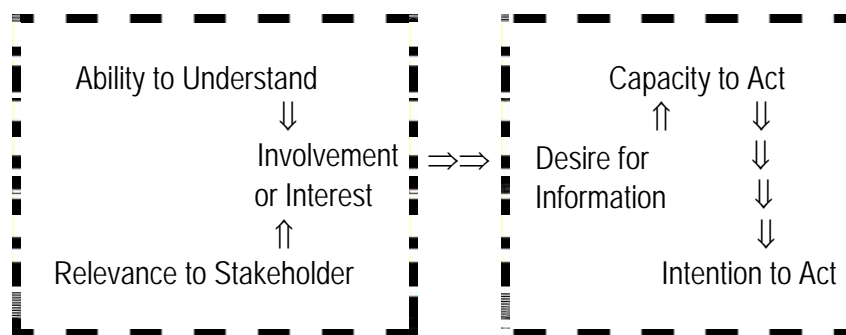 Ability to Understand
⇓
Involvement
or Interest
⇑
Relevance to Stakeholder
⇒⇒
Capacity to Act
⇑ ⇓
Desire for ⇓
Information ⇓
⇓
Intention to Act